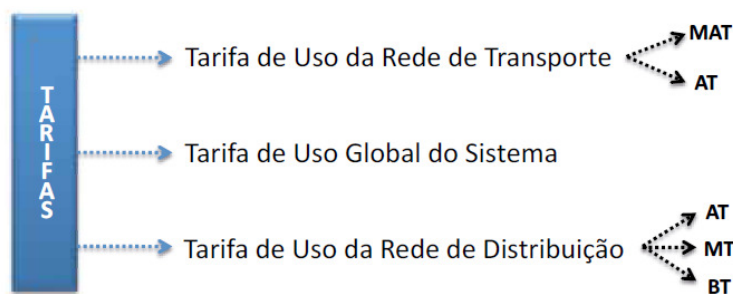 TARIFAS
Tarifa de Uso da Rede de Transporte
MAT
AT
Tarifa de Uso Global do Sistema
Tarifa de Uso da Rede de Distribuição
AT
MT
BT